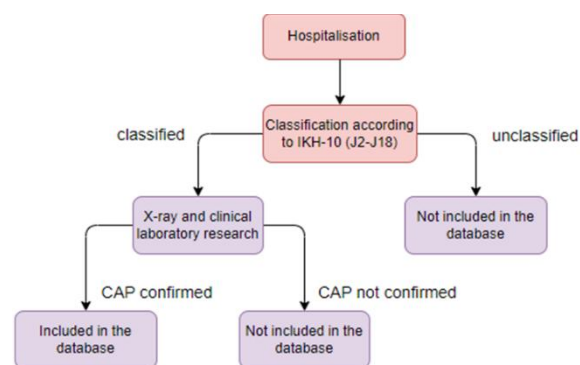 Hospitalisation
Classification according
to IKH-10 (J2-J18)
classified
unclassified
X-ray and clinical
laboratory research
Not included in the
database
CAP confirmed
CAP not confirmed
Included in the
database
Not included in the
database